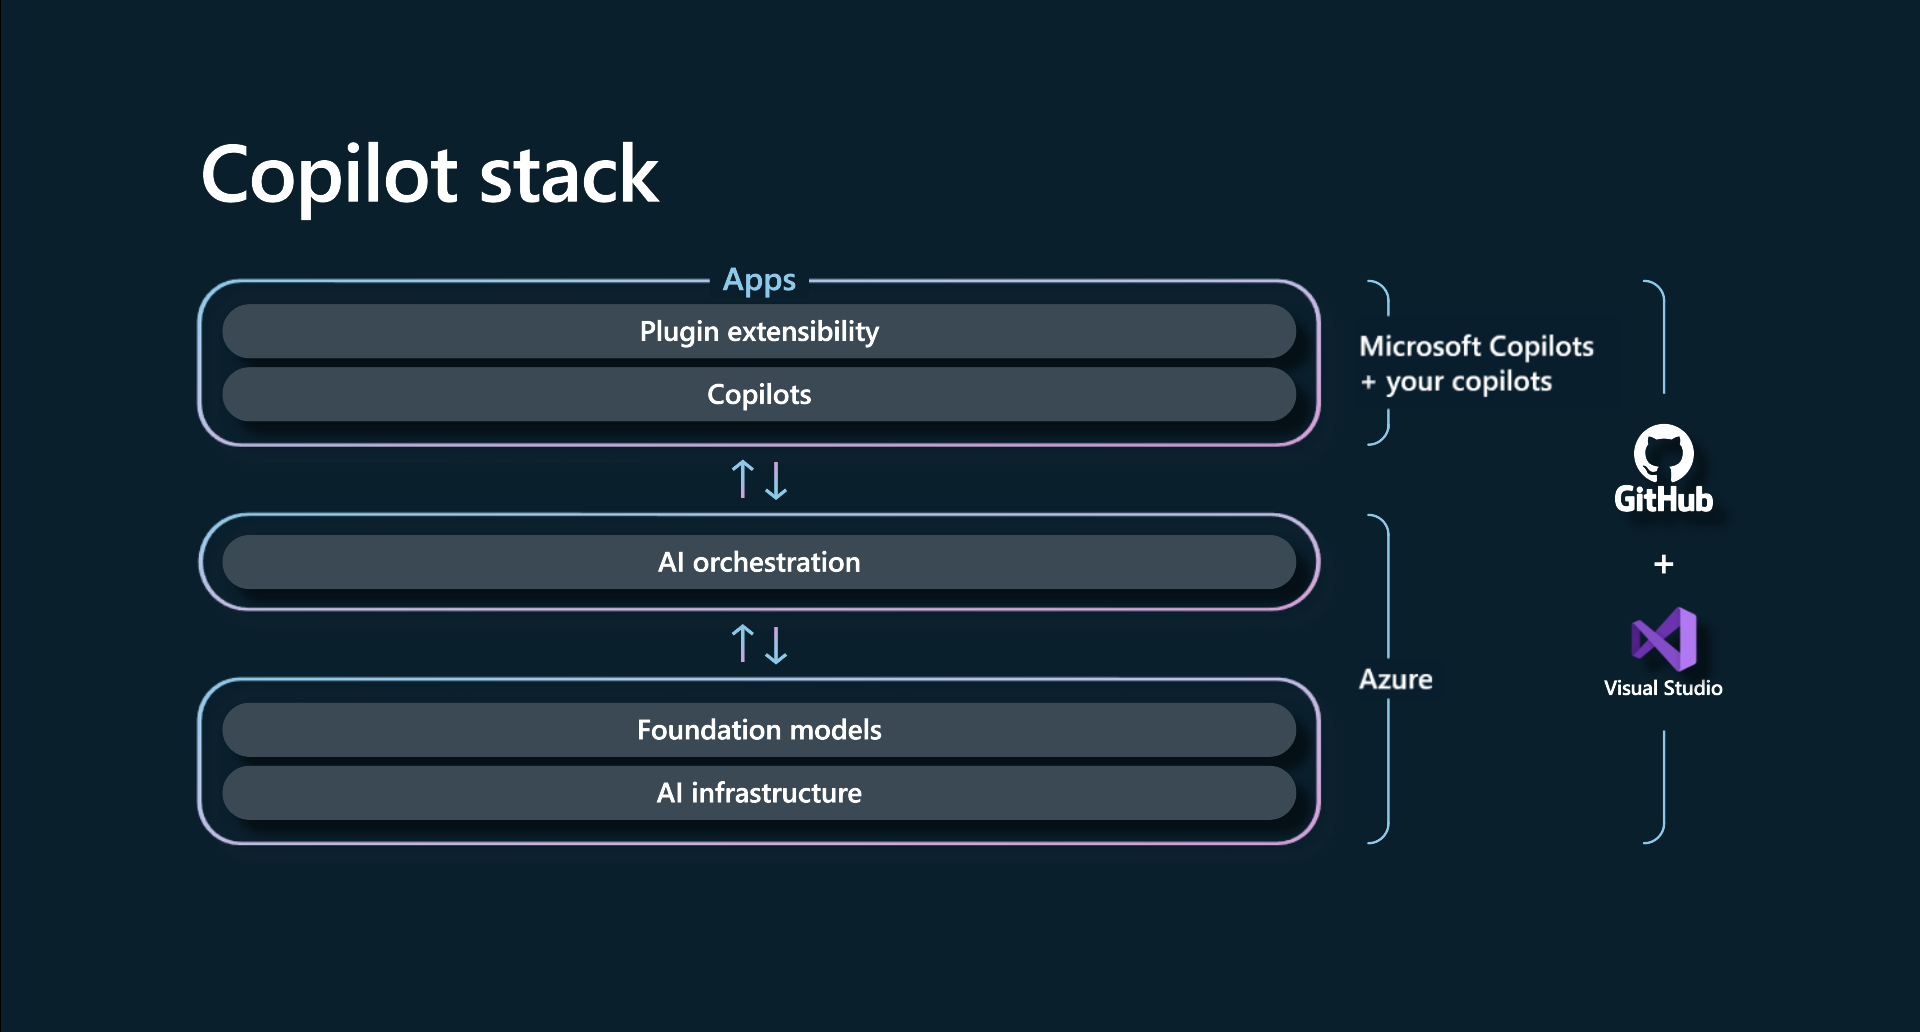 Copilot stack
Apps
Plugin extensibility
Copilots
Microsoft Copilots
+ your copilots
AI orchestration
Foundation models
AI infrastructure
Azure
GitHub
+
Visual Studio